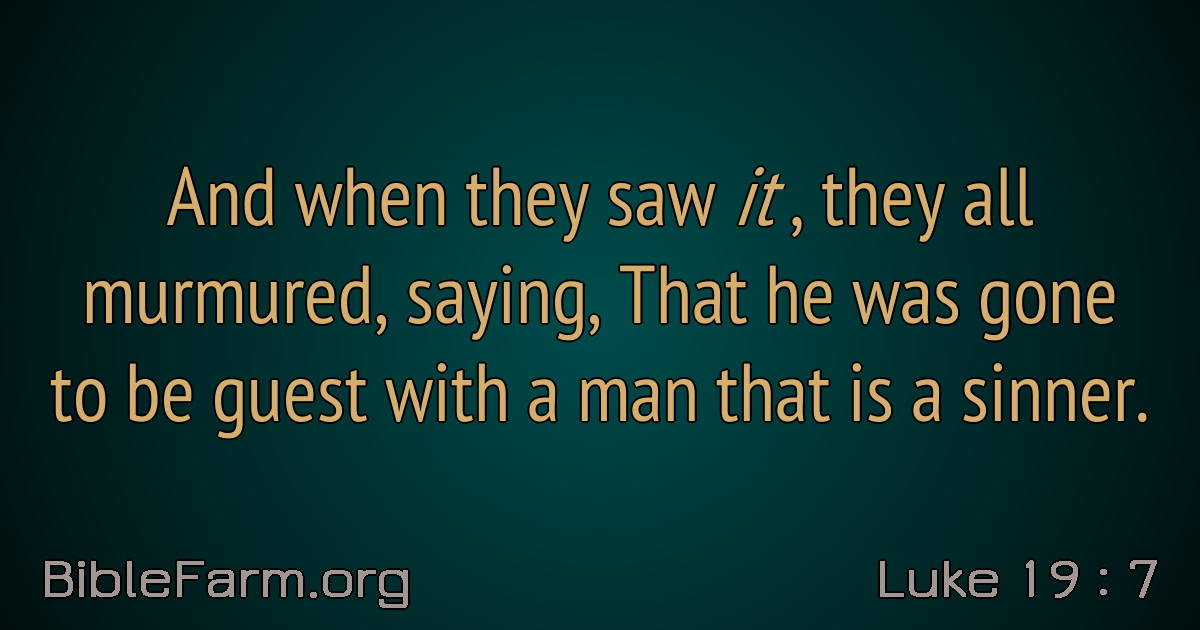 And when they saw it , they all
murmured, saying, That he was gone
to be guest with a man that is a sinner.
BibleFarm.org
Luke 19 : 7